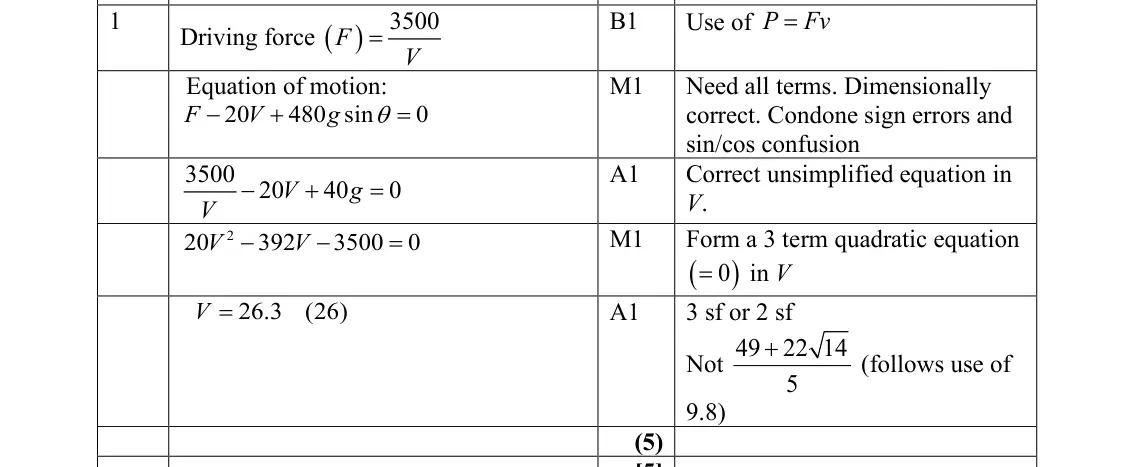 1 Driving force (F) = 3500/V B1 Use of P = Fv
Equation of motion: M1 Need all terms. Dimensionally
F − 20V + 480g sin θ = 0 correct. Condone sign errors and
sin/cos confusion
3500/V − 20V + 40g = 0 A1 Correct unsimplified equation in
V.
20V² − 392V − 3500 = 0 M1 Form a 3 term quadratic equation
(= 0) in V
V = 26.3 (26) A1 3 sf or 2 sf
Not (49 + 22√14)/5 (follows use of
9.8)
(5)